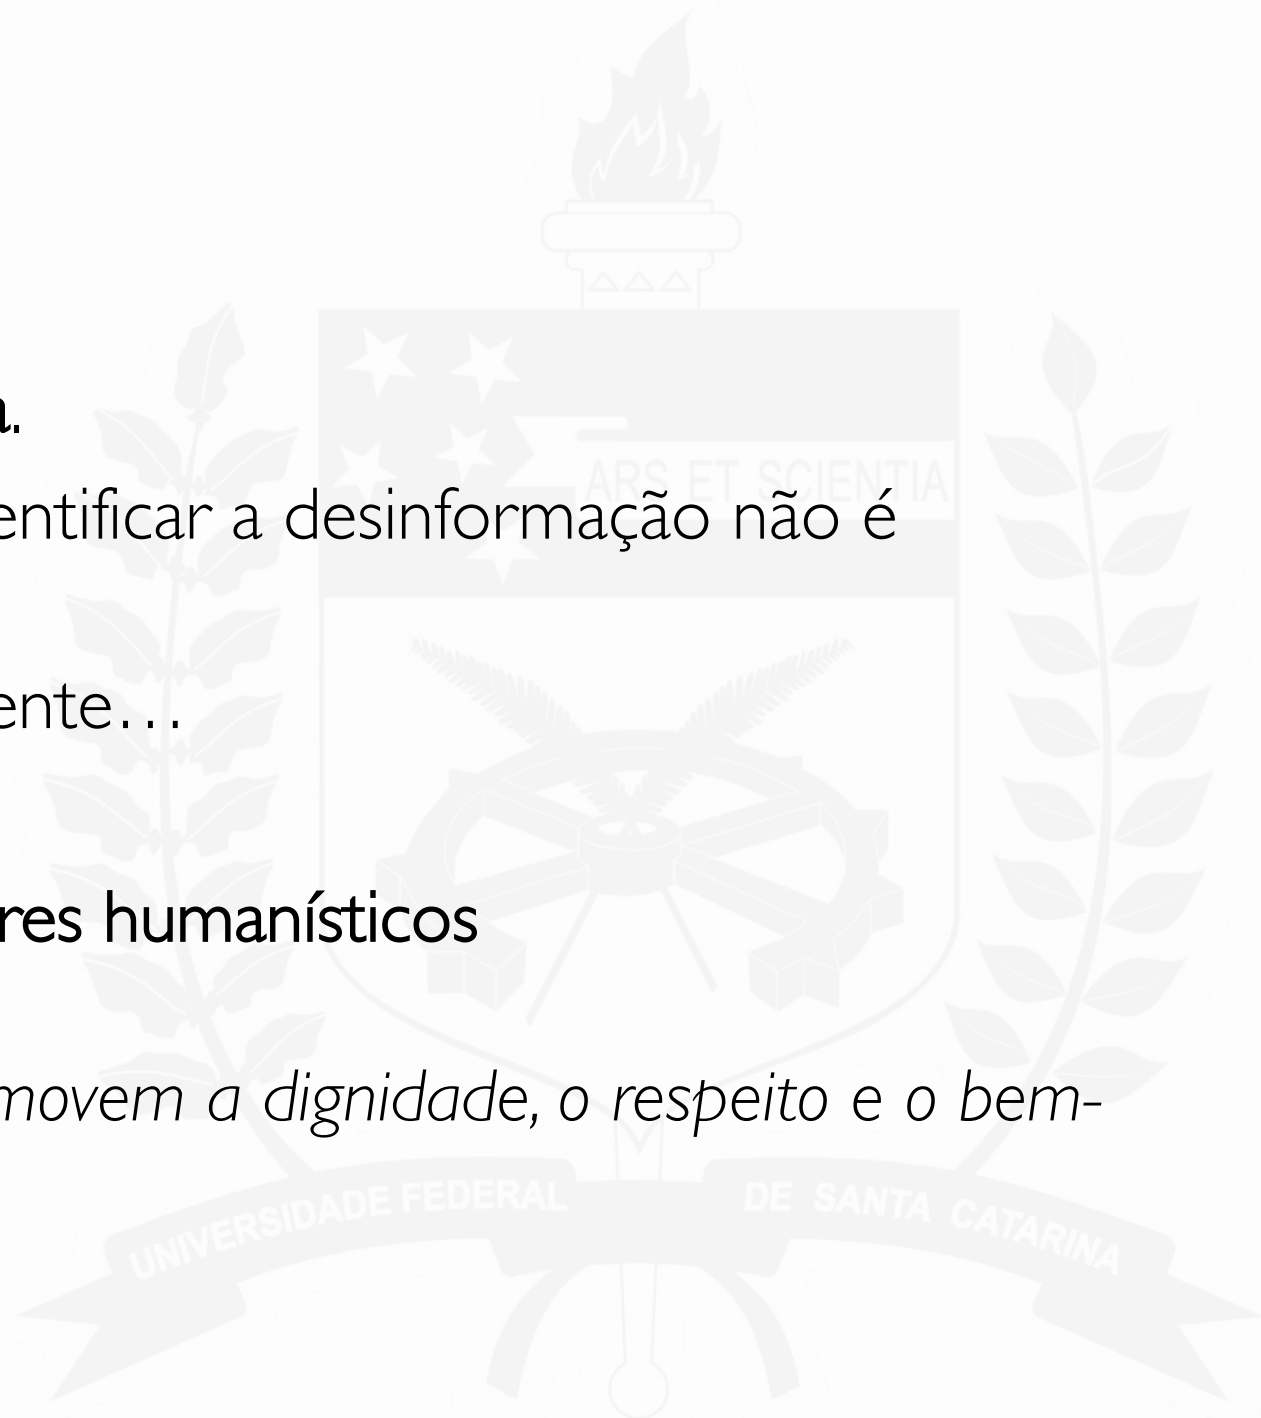 a.
ARS ET SCIENTIA
entificar a desinformação não é
ente…
res humanísticos
movem a dignidade, o respeito e o bem-
UNIVERSIDADE FEDERAL DE SANTA CATARINA